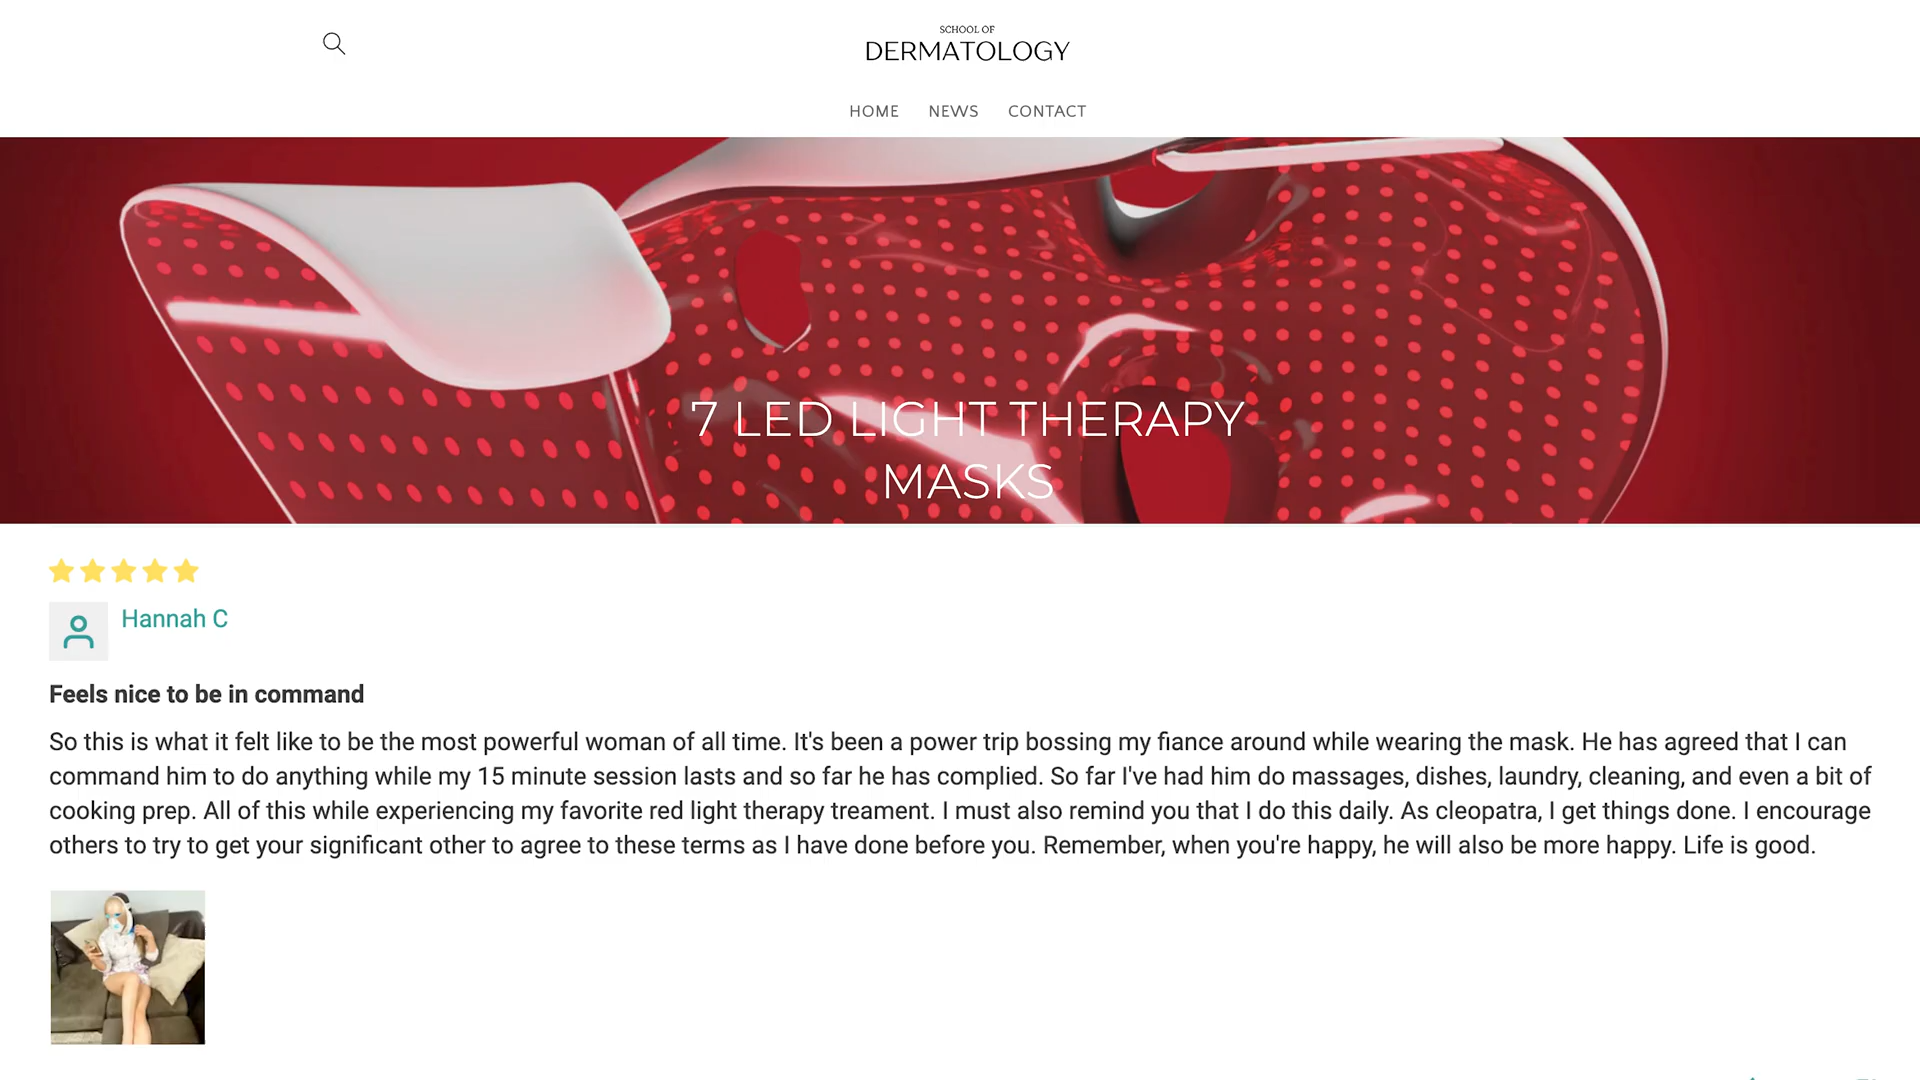 SCHOOL OF
DERMATOLOGY
HOME NEWS CONTACT
7 LED LIGHT THERAPY
MASKS
Hannah C
Feels nice to be in command
So this is what it felt like to be the most powerful woman of all time. It's been a power trip bossing my fiance around while wearing the mask. He has agreed that I can
command him to do anything while my 15 minute session lasts and so far he has complied. So far I've had him do massages, dishes, laundry, cleaning, and even a bit of
cooking prep. All of this while experiencing my favorite red light therapy treament. I must also remind you that I do this daily. As cleopatra, I get things done. I encourage
others to try to get your significant other to agree to these terms as I have done before you. Remember, when you're happy, he will also be more happy. Life is good.